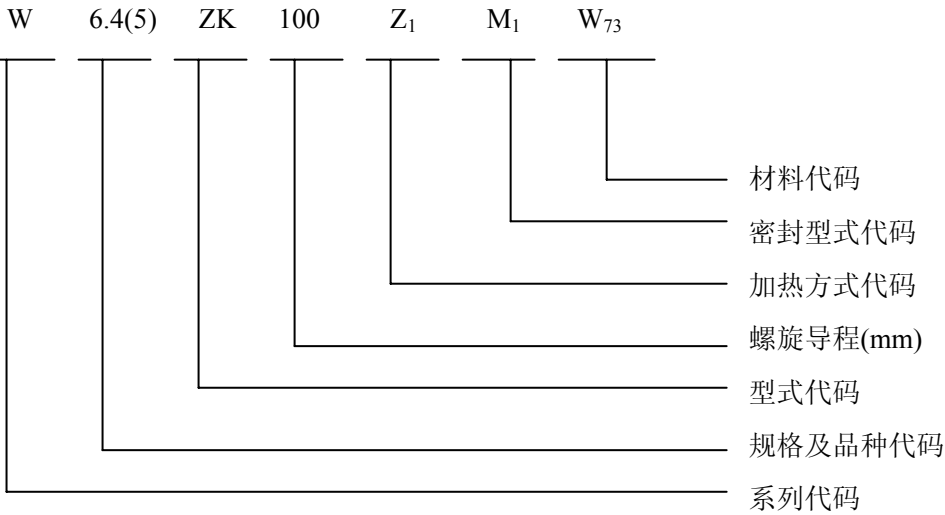 W 6.4(5) ZK 100 Z₁ M₁ W₇₃
材料代码
密封型式代码
加热方式代码
螺旋导程(mm)
型式代码
规格及品种代码
系列代码